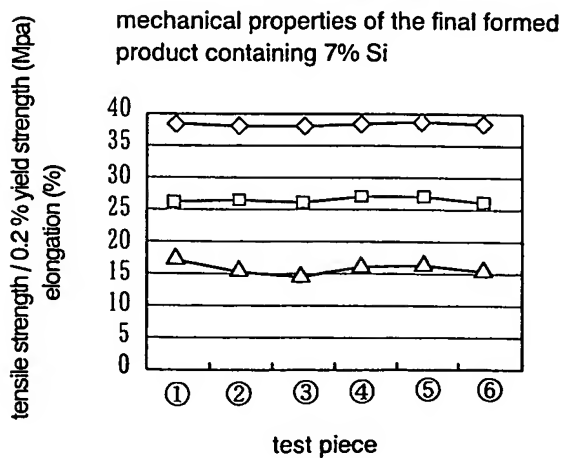 mechanical properties of the final formed
product containing 7% Si
tensile strength / 0.2 % yield strength (Mpa)
elongation (%)
40
35
30
25
20
15
10
5
0
① ② ③ ④ ⑤ ⑥
test piece